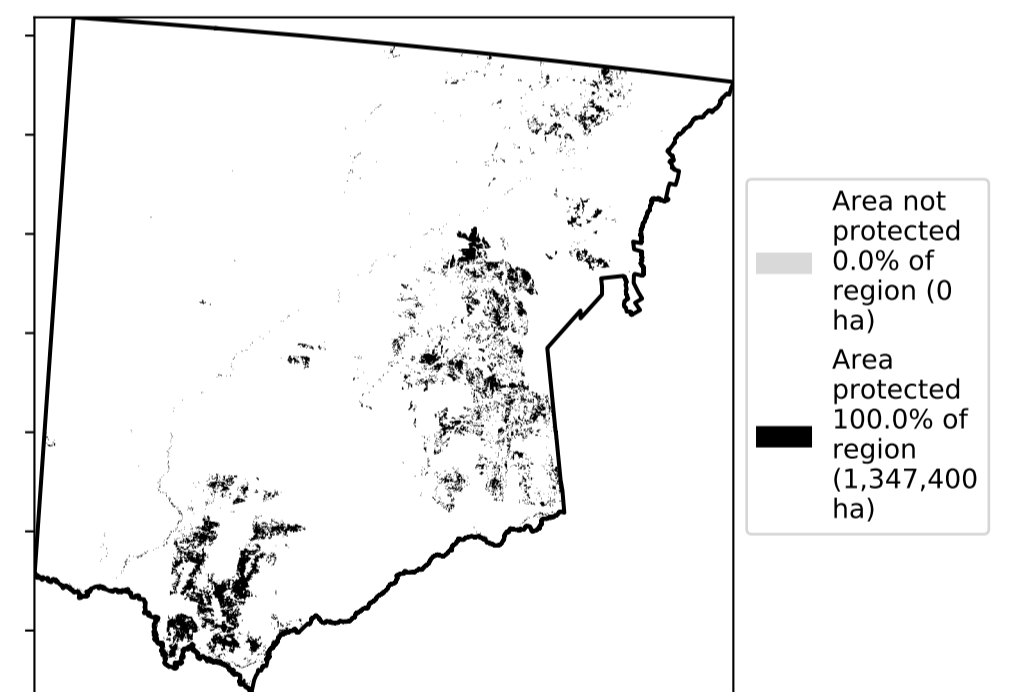 Area not
protected
0.0% of
region (0
ha)
Area
protected
100.0% of
region
(1,347,400
ha)